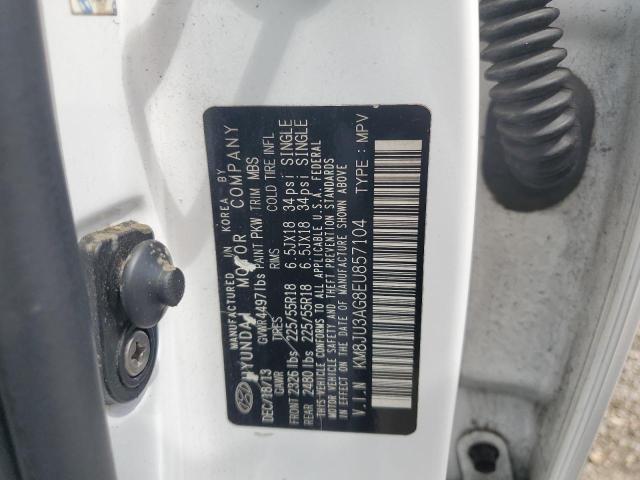 MANUFACTURED IN KOREA BY
HYUNDAI MOTOR COMPANY
DEC/18/13 GVWR 4497lbs PAINT PKW TRIM MBS
GAWR TIRES RIMS COLD TIRE INFL
FRONT 2326 lbs 225/55R18 6.5JX18 34psi SINGLE
REAR 2480 lbs 225/55R18 6.5JX18 34psi SINGLE
THIS VEHICLE CONFORMS TO ALL APPLICABLE U.S.A. FEDERAL
MOTOR VEHICLE SAFETY AND THEFT PREVENTION STANDARDS
IN EFFECT ON THE DATE OF MANUFACTURE SHOWN ABOVE
V.I.N KM8JU3AG8EU857104 TYPE : MPV